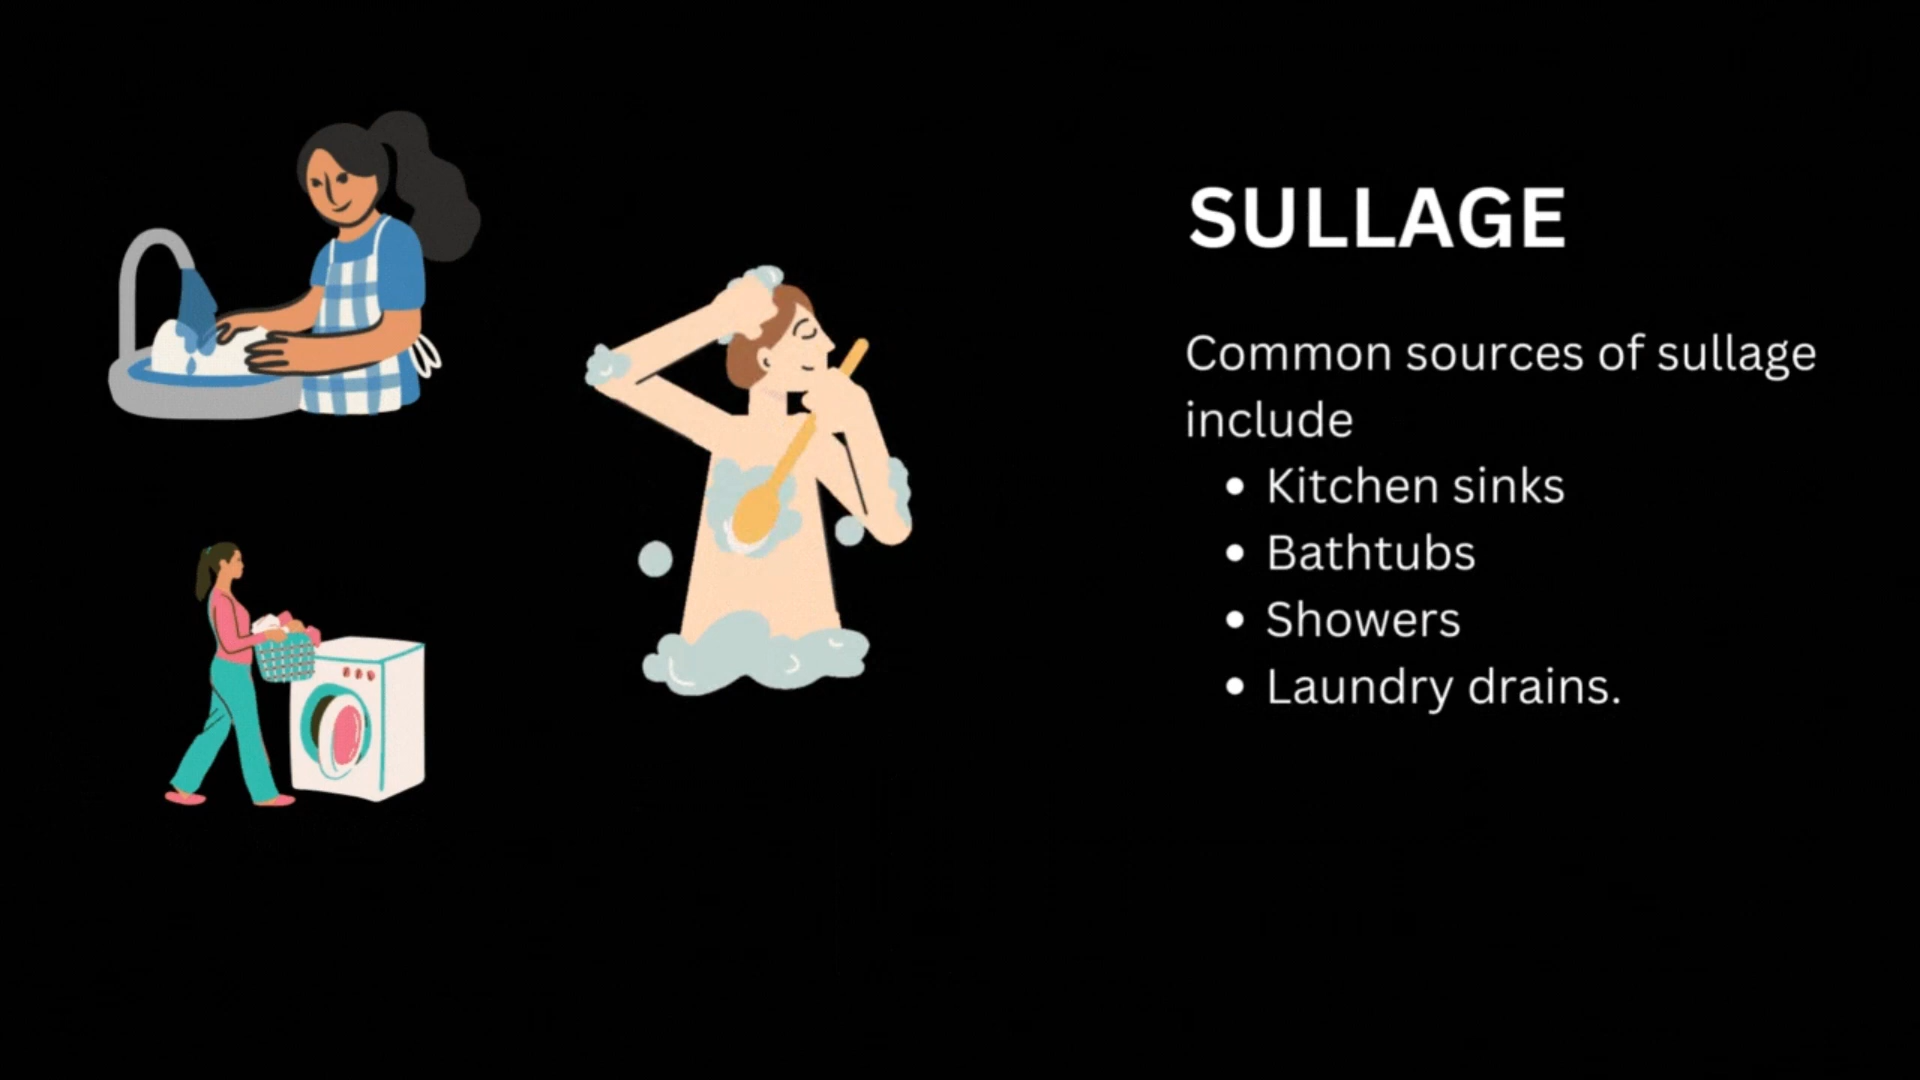 SULLAGE
Common sources of sullage
include
• Kitchen sinks
• Bathtubs
• Showers
• Laundry drains.